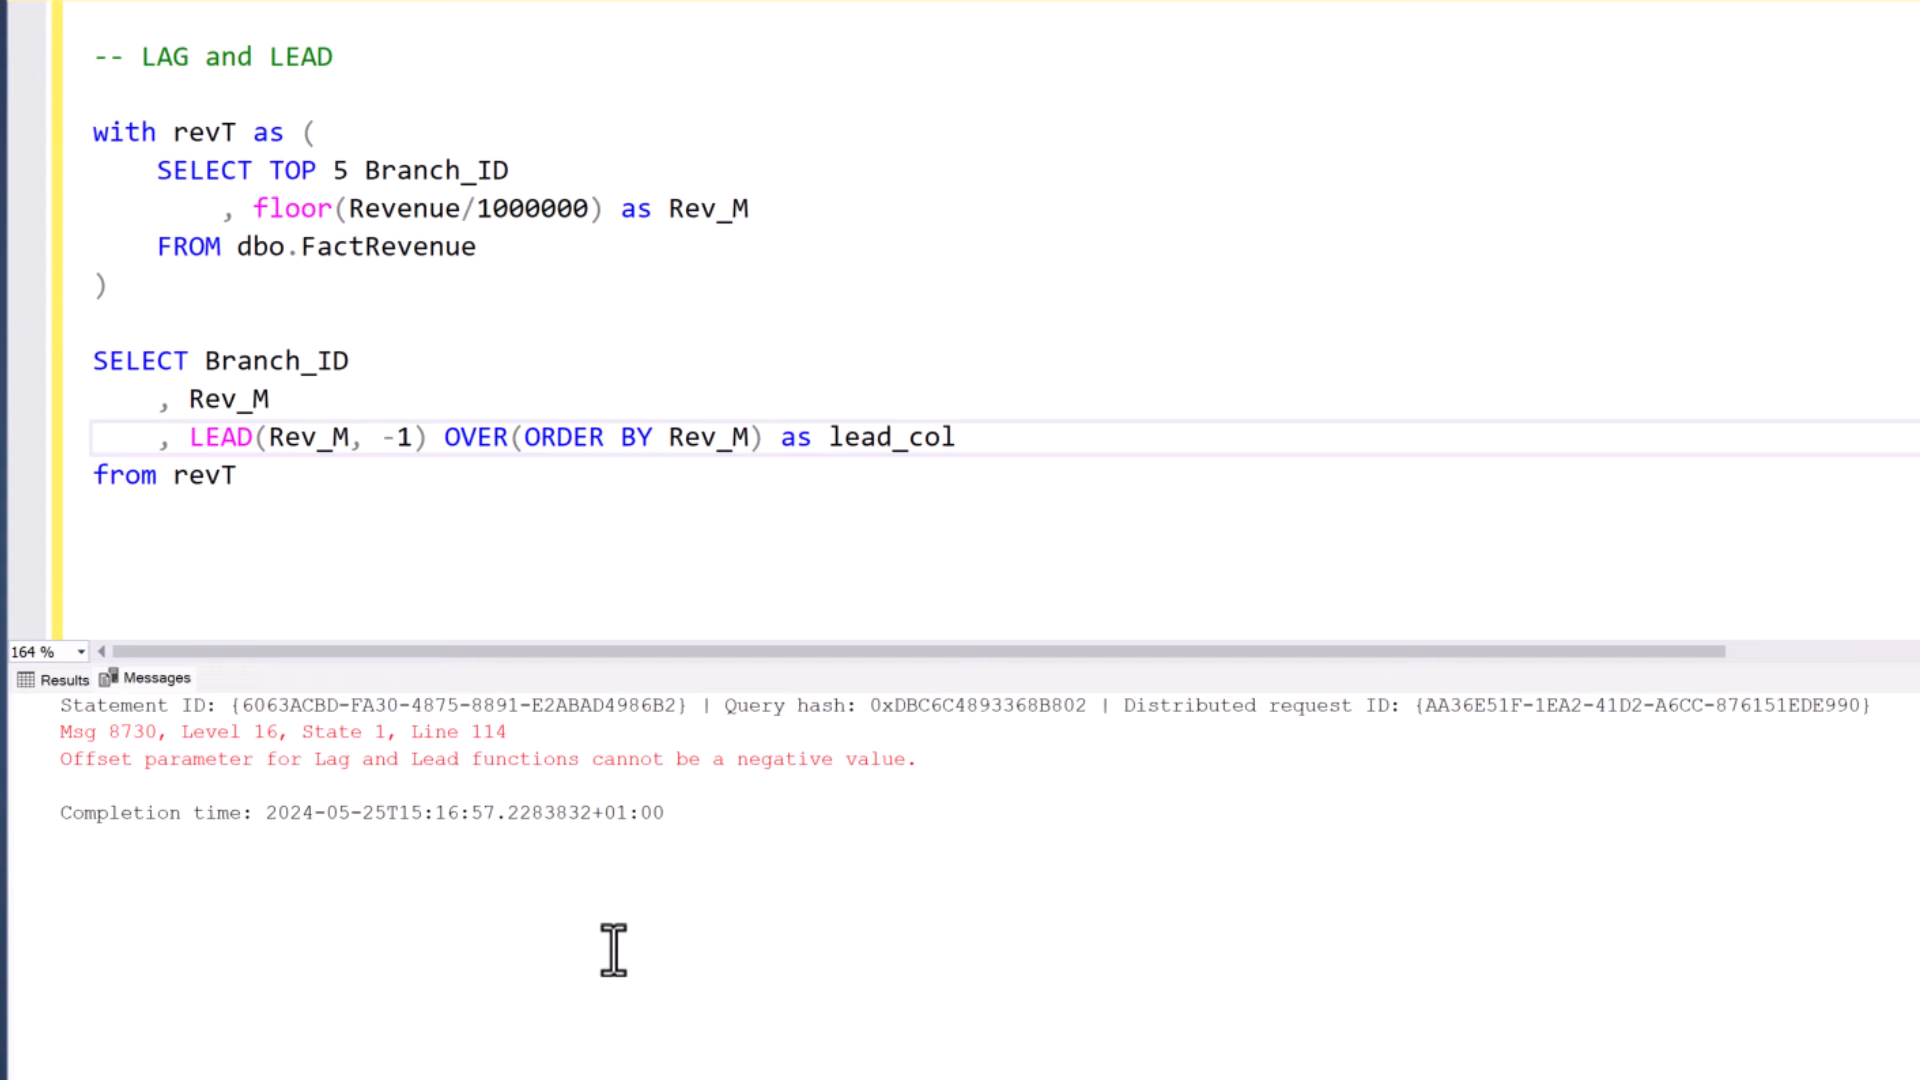 -- LAG and LEAD
with revT as (
SELECT TOP 5 Branch_ID
, floor(Revenue/1000000) as Rev_M
FROM dbo.FactRevenue
)
SELECT Branch_ID
, Rev_M
, LEAD(Rev_M, -1) OVER(ORDER BY Rev_M) as lead_col
from revT
164 %
Results Messages
Statement ID: {6063ACBD-FA30-4875-8891-E2ABAD4986B2} | Query hash: 0xDBC6C4893368B802 | Distributed request ID: {AA36E51F-1EA2-41D2-A6CC-876151EDE990}
Msg 8730, Level 16, State 1, Line 114
Offset parameter for Lag and Lead functions cannot be a negative value.
Completion time: 2024-05-25T15:16:57.2283832+01:00